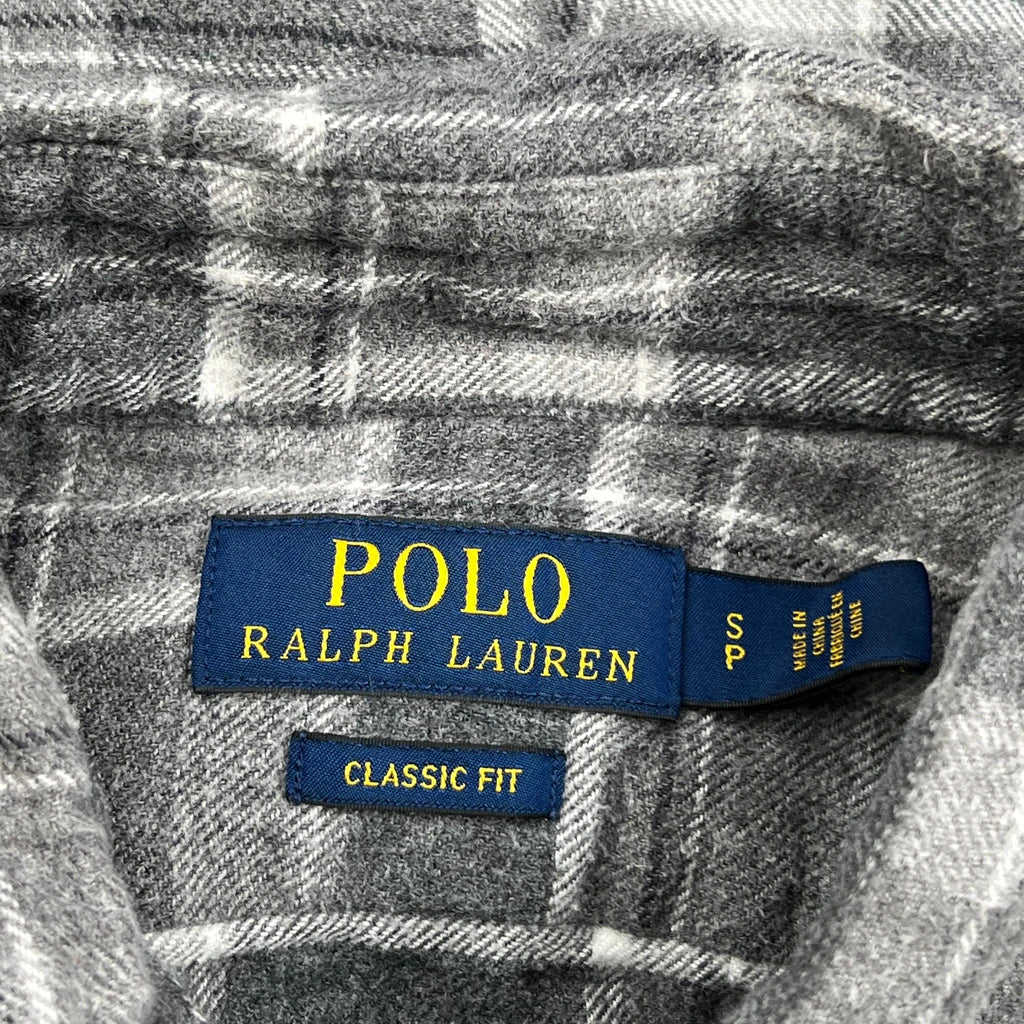 POLO
RALPH LAUREN
S
P
MADE IN
CHINA
FABRIQUÉ EN
CHINE
CLASSIC FIT